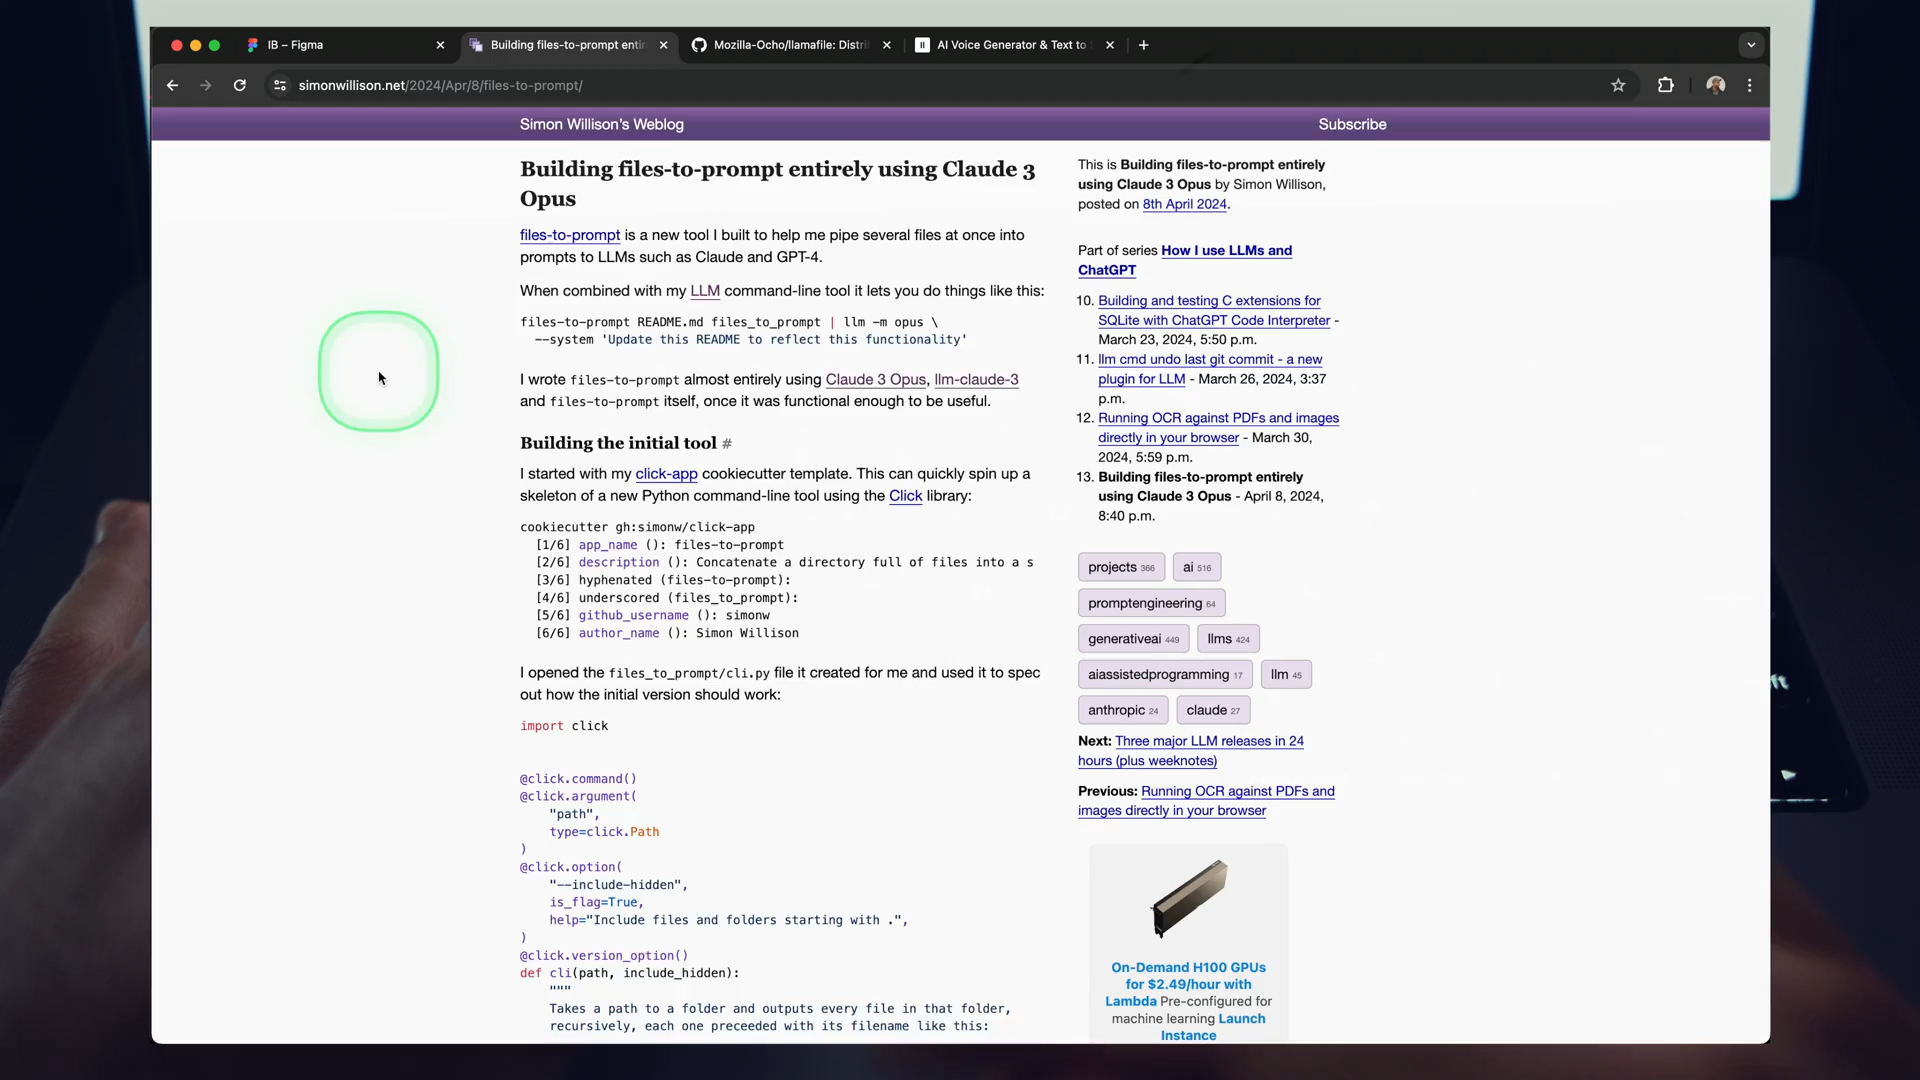 IB – Figma
Building files-to-prompt entir
Mozilla-Ocho/llamafile: Distri
AI Voice Generator & Text to
simonwillison.net/2024/Apr/8/files-to-prompt/
Simon Willison's Weblog
Subscribe
Building files-to-prompt entirely using Claude 3
Opus
files-to-prompt is a new tool I built to help me pipe several files at once into
prompts to LLMs such as Claude and GPT-4.
When combined with my LLM command-line tool it lets you do things like this:
files-to-prompt README.md files_to_prompt | llm -m opus \
--system 'Update this README to reflect this functionality'
I wrote files-to-prompt almost entirely using Claude 3 Opus, llm-claude-3
and files-to-prompt itself, once it was functional enough to be useful.
Building the initial tool #
I started with my click-app cookiecutter template. This can quickly spin up a
skeleton of a new Python command-line tool using the Click library:
cookiecutter gh:simonw/click-app
[1/6] app_name (): files-to-prompt
[2/6] description (): Concatenate a directory full of files into a s
[3/6] hyphenated (files-to-prompt):
[4/6] underscored (files_to_prompt):
[5/6] github_username (): simonw
[6/6] author_name (): Simon Willison
I opened the files_to_prompt/cli.py file it created for me and used it to spec
out how the initial version should work:
import click
@click.command()
@click.argument(
"path",
type=click.Path
)
@click.option(
"--include-hidden",
is_flag=True,
help="Include files and folders starting with .",
)
@click.version_option()
def cli(path, include_hidden):
"""
Takes a path to a folder and outputs every file in that folder,
recursively, each one preceeded with its filename like this:
This is Building files-to-prompt entirely
using Claude 3 Opus by Simon Willison,
posted on 8th April 2024.
Part of series How I use LLMs and
ChatGPT
10. Building and testing C extensions for
SQLite with ChatGPT Code Interpreter -
March 23, 2024, 5:50 p.m.
11. llm cmd undo last git commit - a new
plugin for LLM - March 26, 2024, 3:37
p.m.
12. Running OCR against PDFs and images
directly in your browser - March 30,
2024, 5:59 p.m.
13. Building files-to-prompt entirely
using Claude 3 Opus - April 8, 2024,
8:40 p.m.
projects 366 ai 516
promptengineering 64
generativeai 449 llms 424
aiassistedprogramming 17 llm 45
anthropic 24 claude 27
Next: Three major LLM releases in 24
hours (plus weeknotes)
Previous: Running OCR against PDFs and
images directly in your browser
On-Demand H100 GPUs
for $2.49/hour with
Lambda Pre-configured for
machine learning Launch
Instance